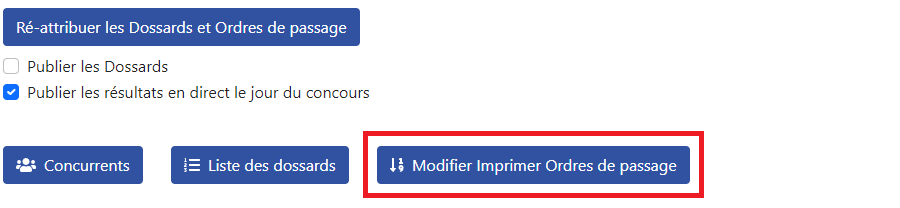 Ré-attribuer les Dossards et Ordres de passage
Publier les Dossards
Publier les résultats en direct le jour du concours
Concurrents
Liste des dossards
Modifier Imprimer Ordres de passage